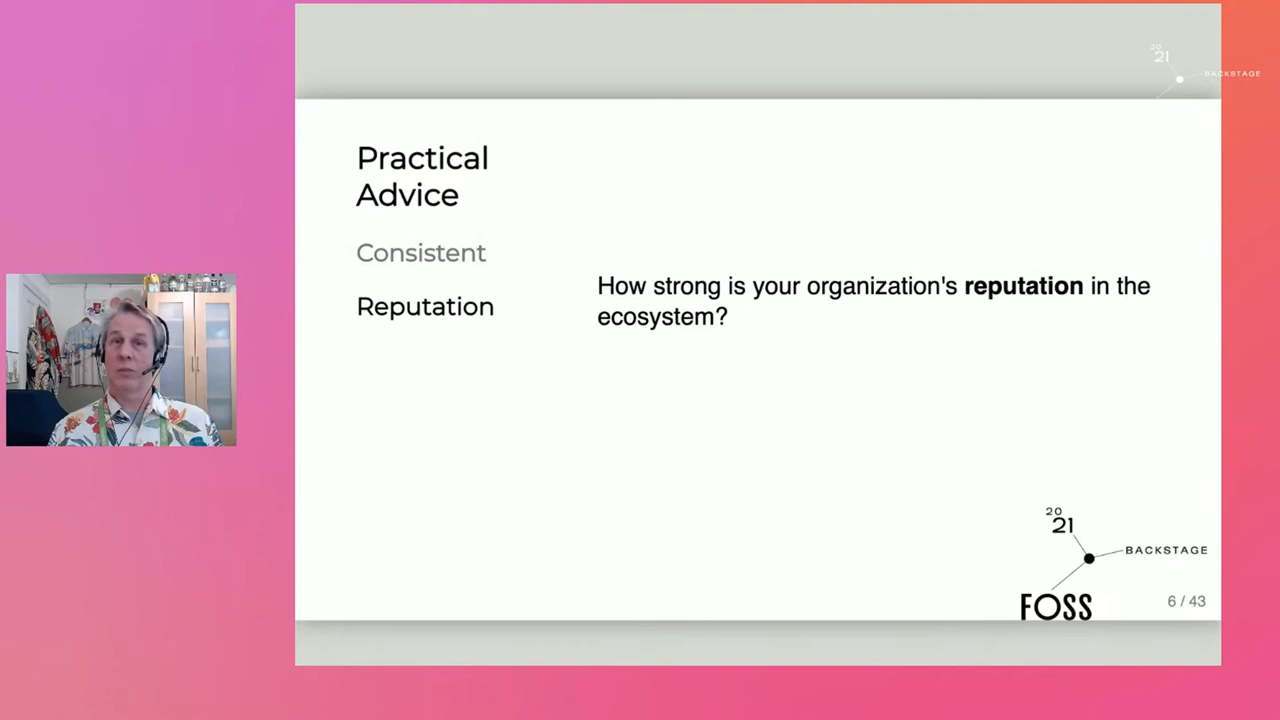 20
21
BACKSTAGE
Practical
Advice
Consistent
Reputation
How strong is your organization's reputation in the
ecosystem?
20
21
BACKSTAGE
FOSS
6 / 43